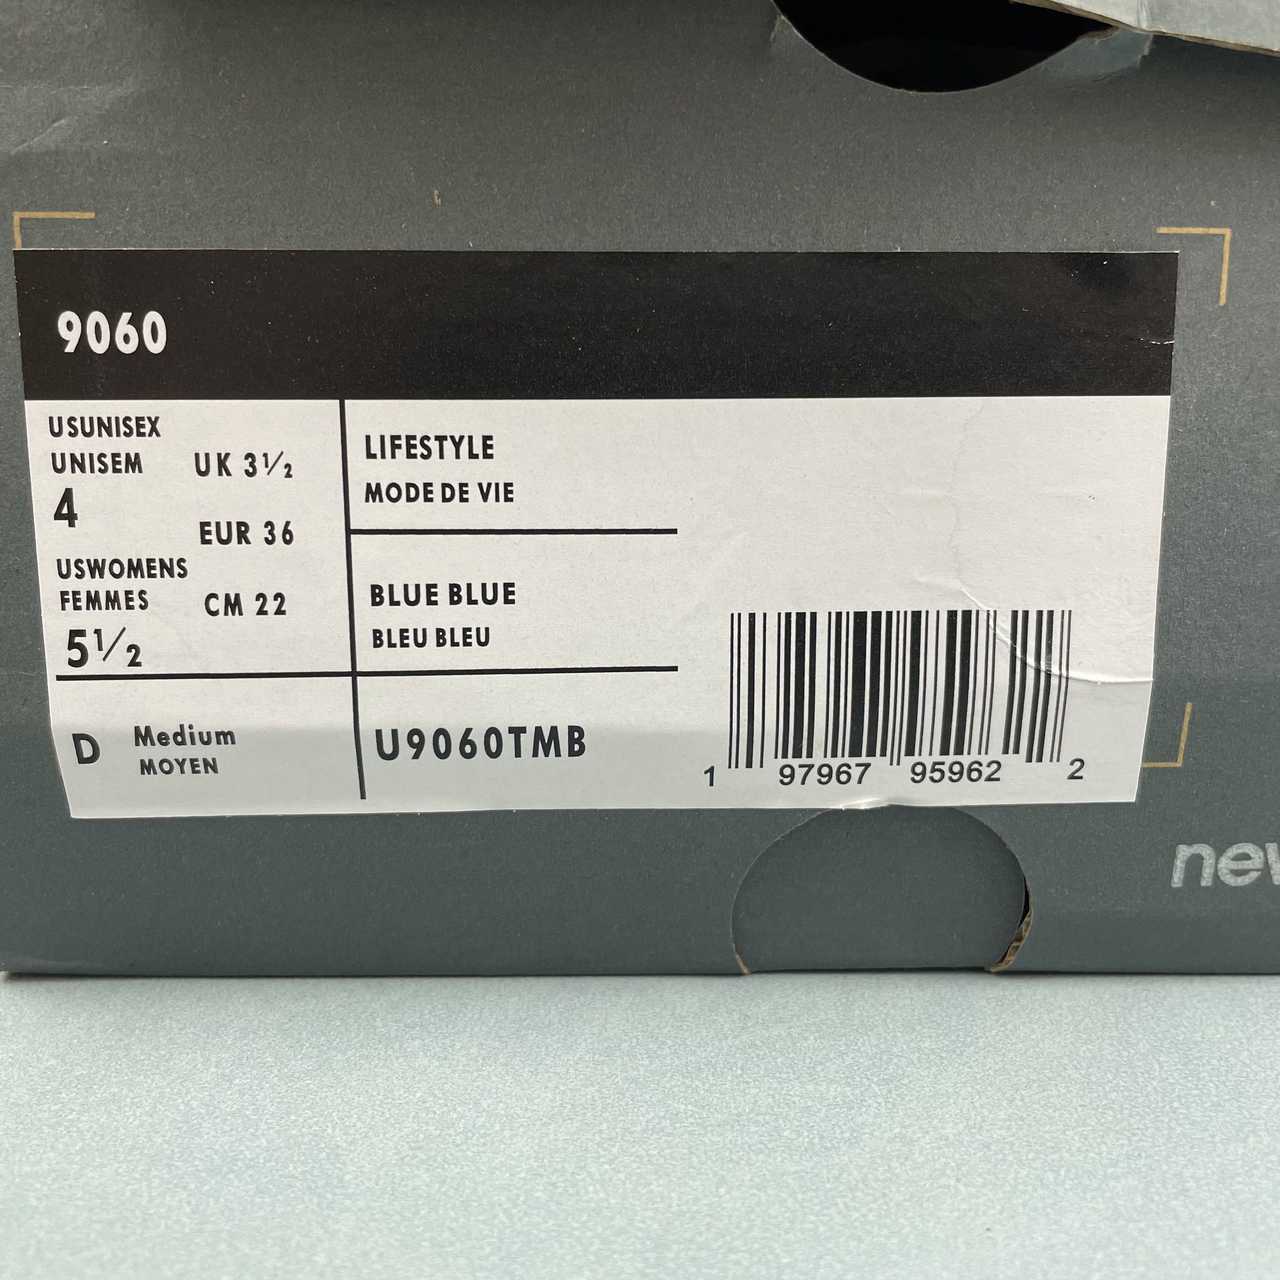 9060
USUNISEX
UNISEM
4
UK 3½
EUR 36
USWOMENS
FEMMES
5½
CM 22
LIFESTYLE
MODE DE VIE
BLUE BLUE
BLEU BLEU
D
Medium
MOYEN
U9060TMB
1 97967 95962 2
new